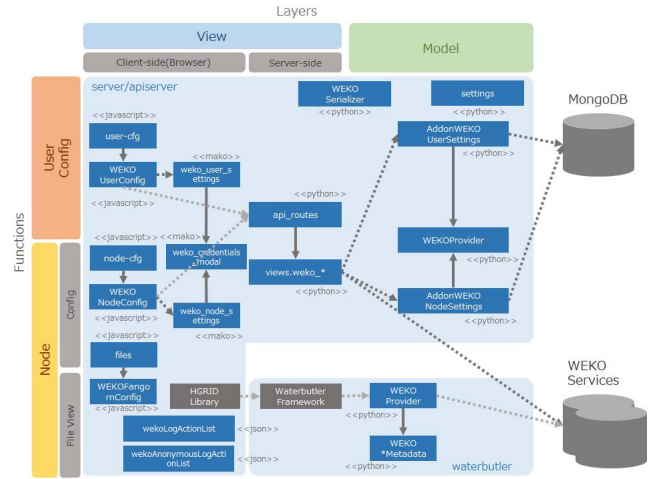 Layers
View
Model
Client-side(Browser)
Server-side
Functions
User
Config
Node
Config
File View
server/apiserver
WEKO
Serializer
<<python>>
settings
<<python>>
MongoDB
<<javascript>>
user-cfg
AddonWEKO
UserSettings
<<python>>
<<mako>>
WEKO
UserConfig
<<javascript>>
weko_user_s
ettings
<<python>>
api_routes
<<javascript>>
<<mako>>
node-cfg
weko_credentials
_modal
WEKOProvider
views.weko_*
<<python>>
WEKO
NodeConfig
<<javascript>>
weko_node_s
ettings
<<mako>>
AddonWEKO
NodeSettings
<<python>>
files
WEKOFango
rnConfig
<<javascript>>
HGRID
Library
Waterbutler
Framework
WEKO
Provider
<<python>>
WEKO
Services
wekoLogActionList
<<json>>
wekoAnonymousLogActi
onList
<<json>>
WEKO
*Metadata
<<python>>
waterbutler